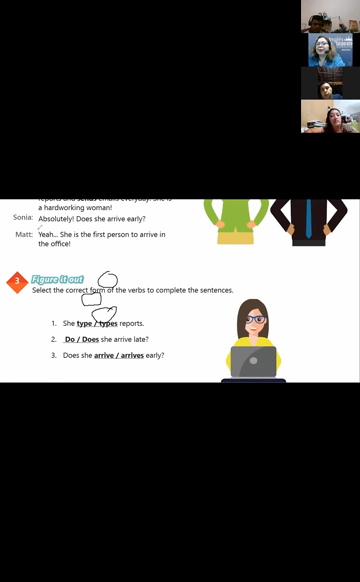 reports and sends emails everyday. She is
a hardworking woman!
Sonia: Absolutely! Does she arrive early?
Matt: Yeah... She is the first person to arrive in
the office!
3 Figure it out
Select the correct form of the verbs to complete the sentences.
1. She type / types reports.
2. Do / Does she arrive late?
3. Does she arrive / arrives early?